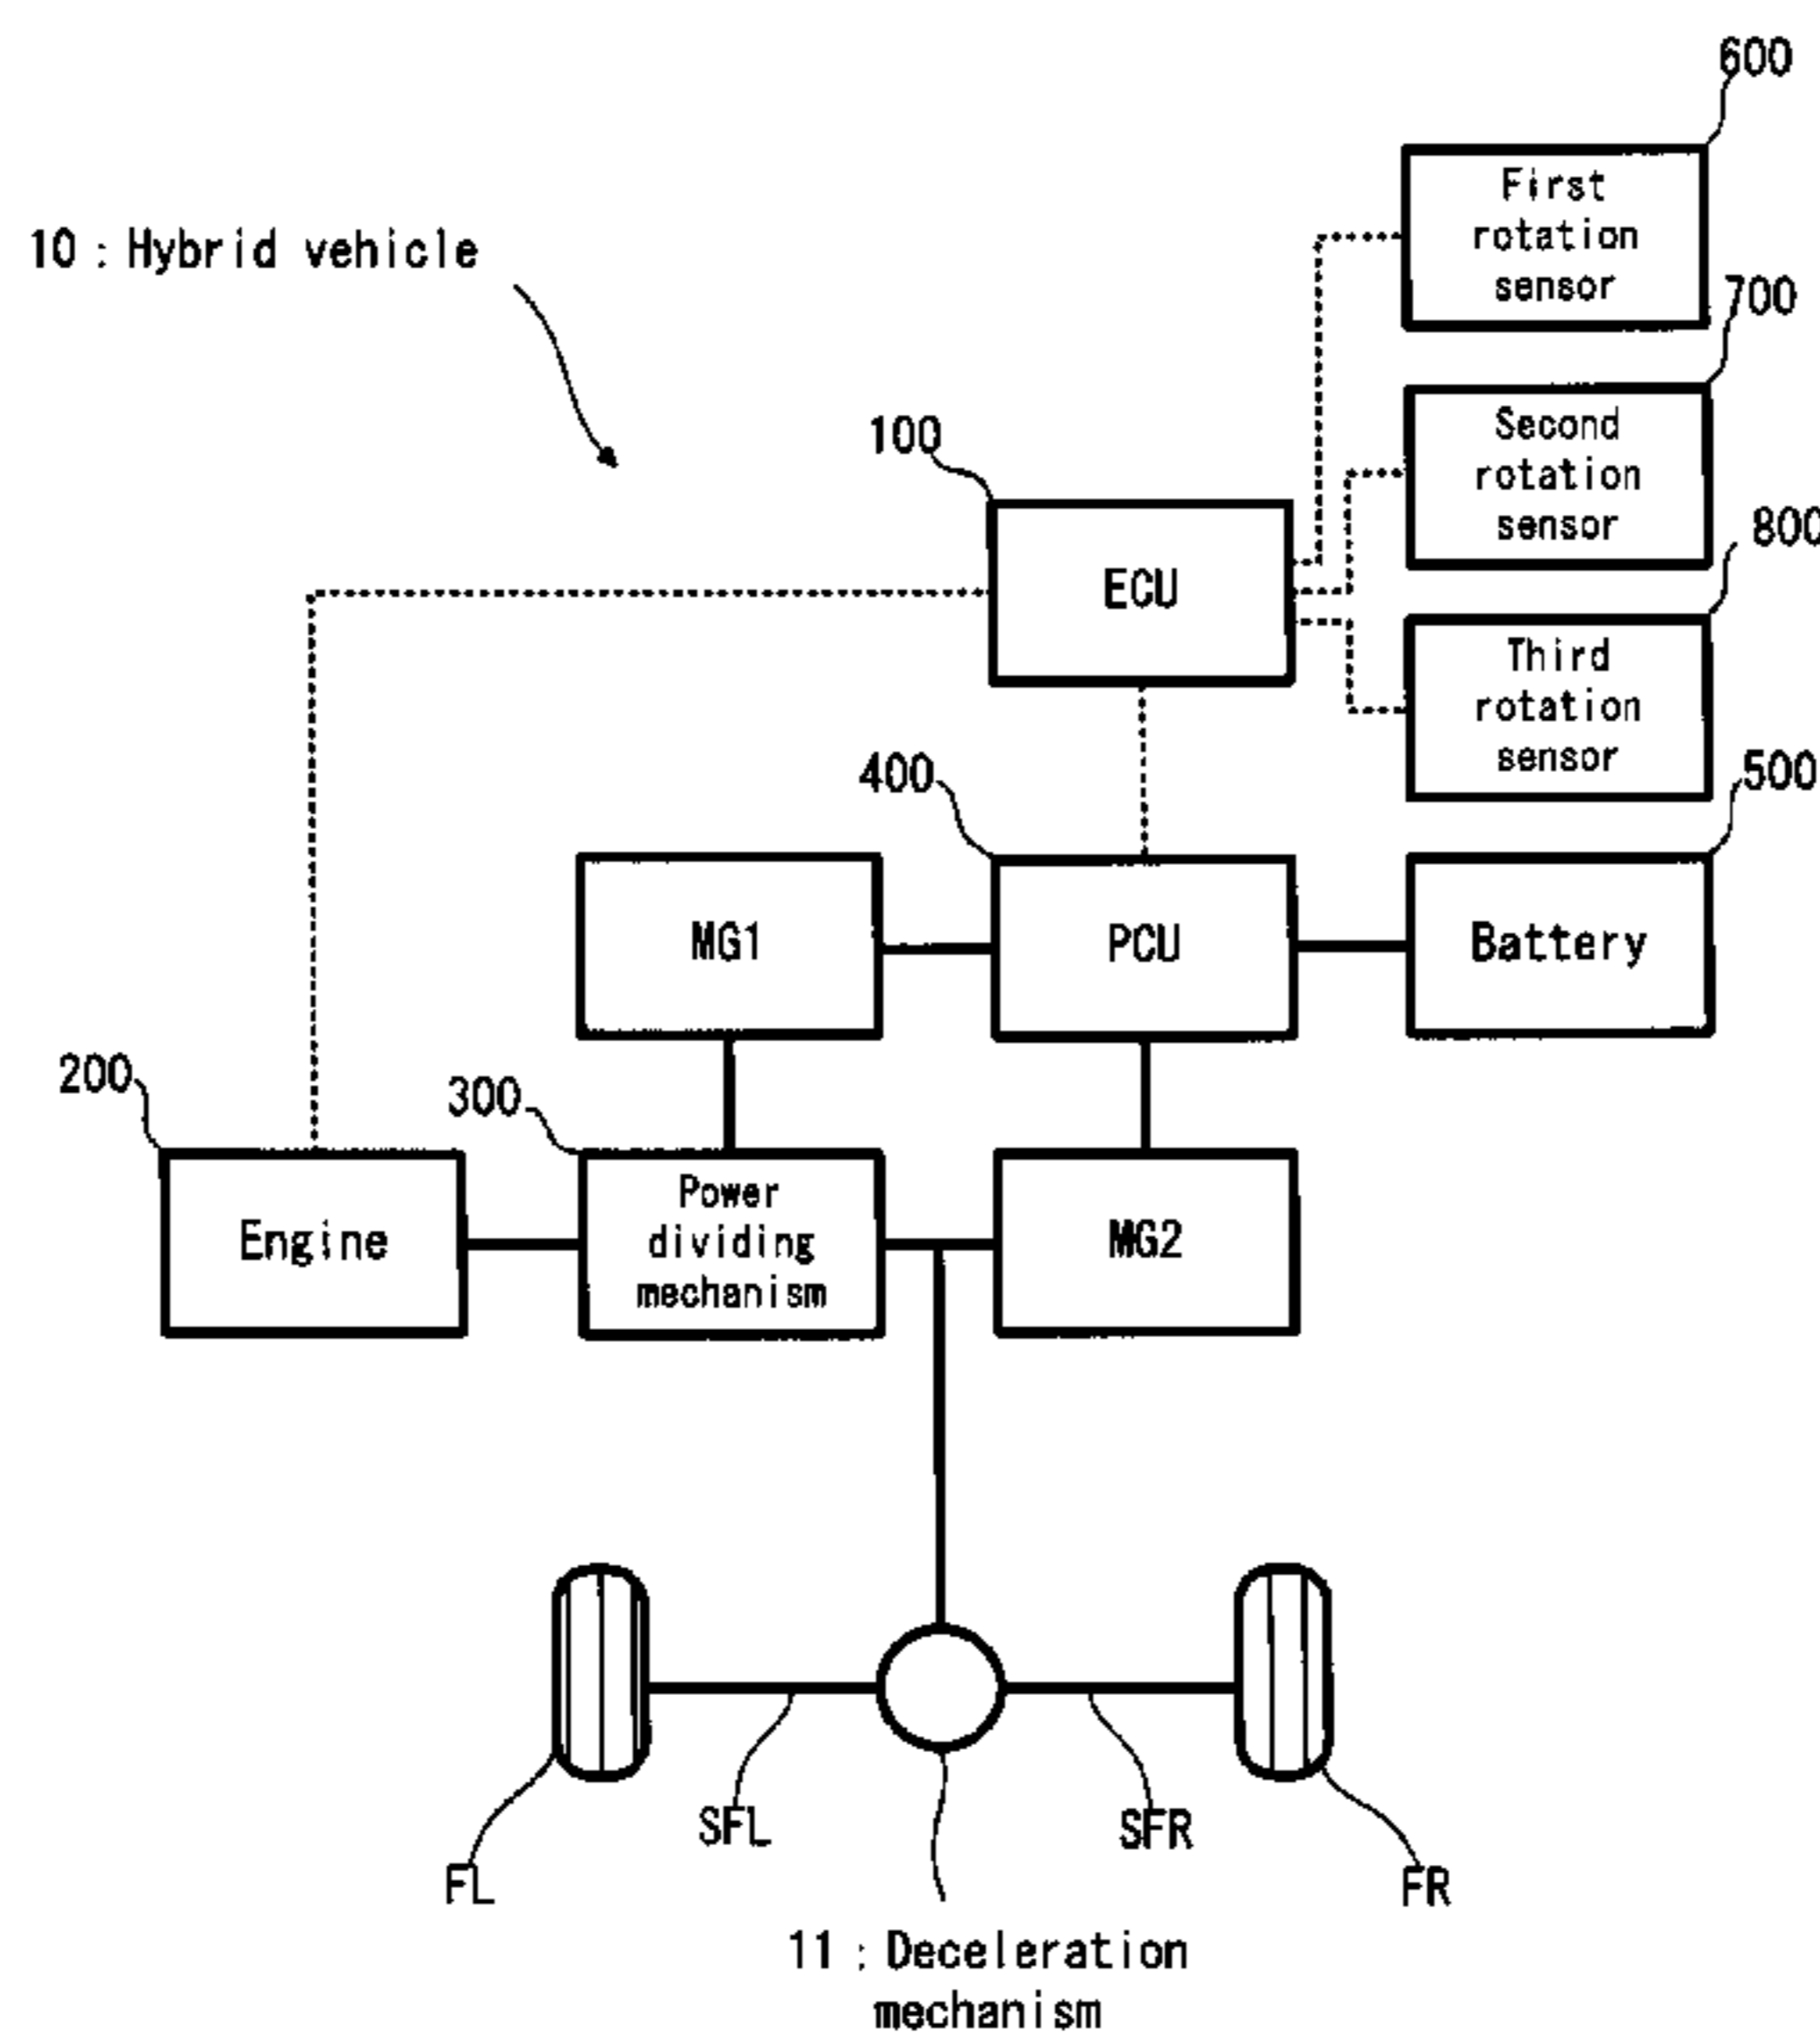 600
First
rotation
sensor
10 : Hybrid vehicle
700
Second
rotation
sensor
100
800
ECU
Third
rotation
sensor
400
500
MG1
PCU
Battery
200
300
Engine
Power
dividing
mechanism
MG2
SFL
SFR
FL
FR
11 : Deceleration
mechanism